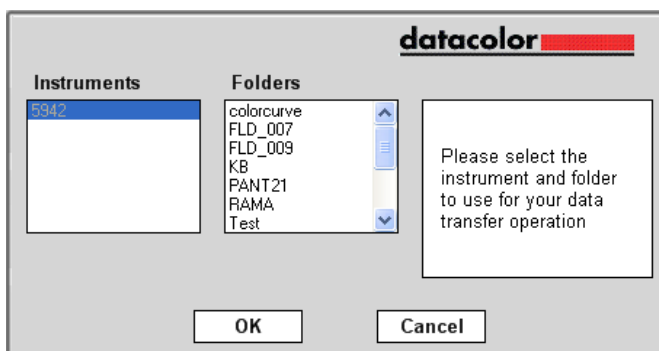 datacolor
Instruments
Folders
5942
colorcurve
FLD_007
FLD_009
KB
PANT21
RAMA
Test
Please select the
instrument and folder
to use for your data
transfer operation
OK
Cancel